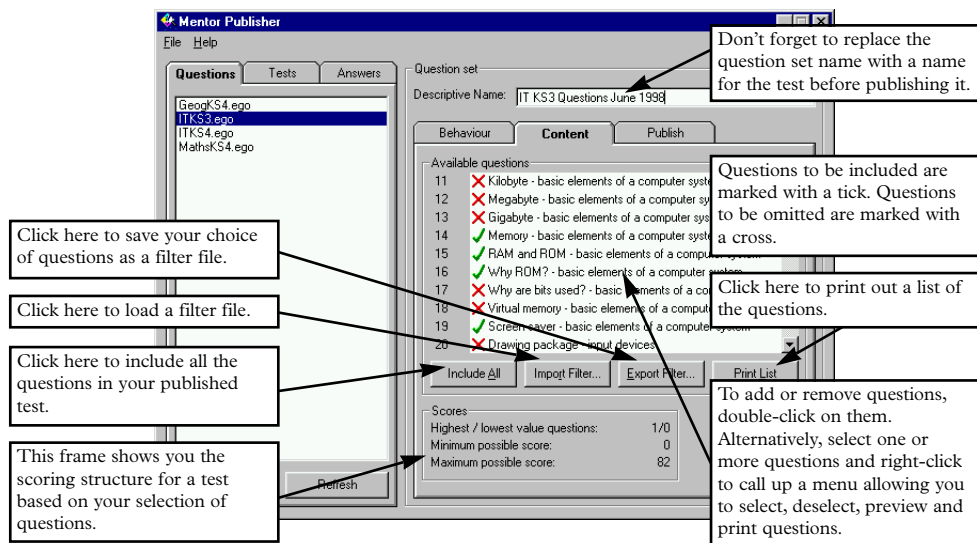 Mentor Publisher
File Help
Questions Tests Answers
GeogKS4.ego
ITKS3.ego
ITKS4.ego
MathsKS4.ego
Refresh
Question set
Descriptive Name: IT KS3 Questions June 1998
Behaviour Content Publish
Available questions
11 Kilobyte - basic elements of a computer
12 Megabyte - basic elements of a computer
13 Gigabyte - basic elements of a computer
14 Memory - basic elements of a computer
15 RAM and ROM - basic elements of a computer system
16 Why ROM? - basic elements of a computer system
17 Why are bits used? - basic elements of a
18 Virtual memory - basic elements of a computer
19 Screen saver - basic elements of a computer system
20 Drawing package - input devices
Include All Import Filter... Export Filter... Print List
Scores
Highest / lowest value questions: 1/0
Minimum possible score: 0
Maximum possible score: 82
Click here to save your choice
of questions as a filter file.
Click here to load a filter file.
Click here to include all the
questions in your published
test.
This frame shows you the
scoring structure for a test
based on your selection of
questions.
Don't forget to replace the
question set name with a name
for the test before publishing it.
Questions to be included are
marked with a tick. Questions
to be omitted are marked with
a cross.
Click here to print out a list of
the questions.
To add or remove questions,
double-click on them.
Alternatively, select one or
more questions and right-click
to call up a menu allowing you
to select, deselect, preview and
print questions.